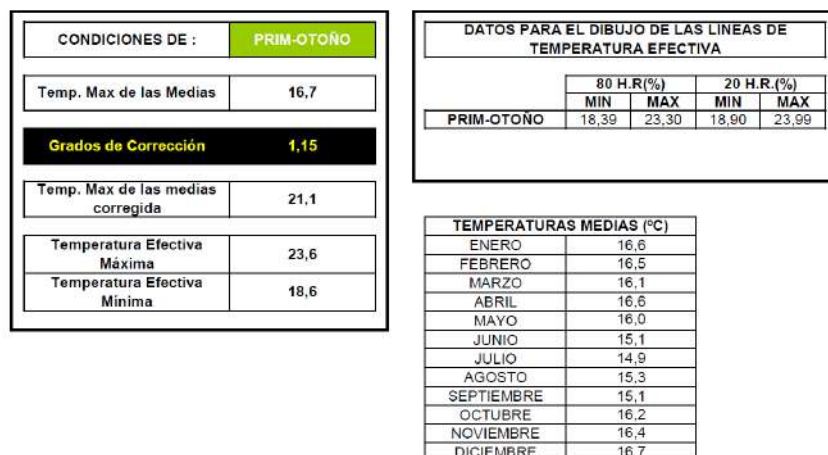 CONDICIONES DE : PRIM-OTOÑO
Temp. Max de las Medias 16,7
Grados de Corrección 1,15
Temp. Max de las medias
corregida 21,1
Temperatura Efectiva
Máxima 23,6
Temperatura Efectiva
Mínima 18,6
DATOS PARA EL DIBUJO DE LAS LINEAS DE
TEMPERATURA EFECTIVA
80 H.R(%) 20 H.R.(%)
MIN MAX MIN MAX
PRIM-OTOÑO 18,39 23,30 18,90 23,99
TEMPERATURAS MEDIAS (ºC)
ENERO 16,6
FEBRERO 16,5
MARZO 16,1
ABRIL 16,6
MAYO 16,0
JUNIO 15,1
JULIO 14,9
AGOSTO 15,3
SEPTIEMBRE 15,1
OCTUBRE 16,2
NOVIEMBRE 16,4
DICIEMBRE 16,7